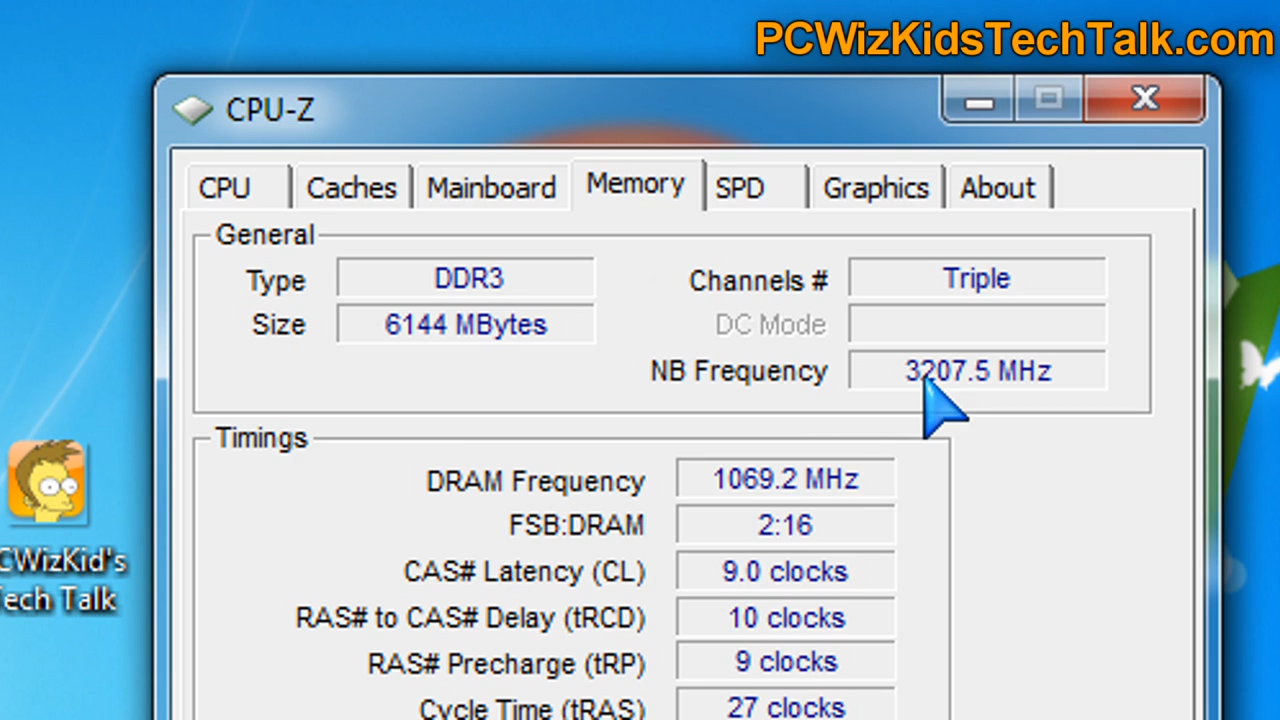 PCWizKidsTechTalk.com
CPU-Z
CPU Caches Mainboard Memory SPD Graphics About
General
Type DDR3 Channels # Triple
Size 6144 MBytes DC Mode
NB Frequency 3207.5 MHz
Timings
DRAM Frequency 1069.2 MHz
FSB:DRAM 2:16
CAS# Latency (CL) 9.0 clocks
CWizKid's
RAS# to CAS# Delay (tRCD) 10 clocks
ech Talk
RAS# Precharge (tRP) 9 clocks
Cycle Time (tRAS) 27 clocks